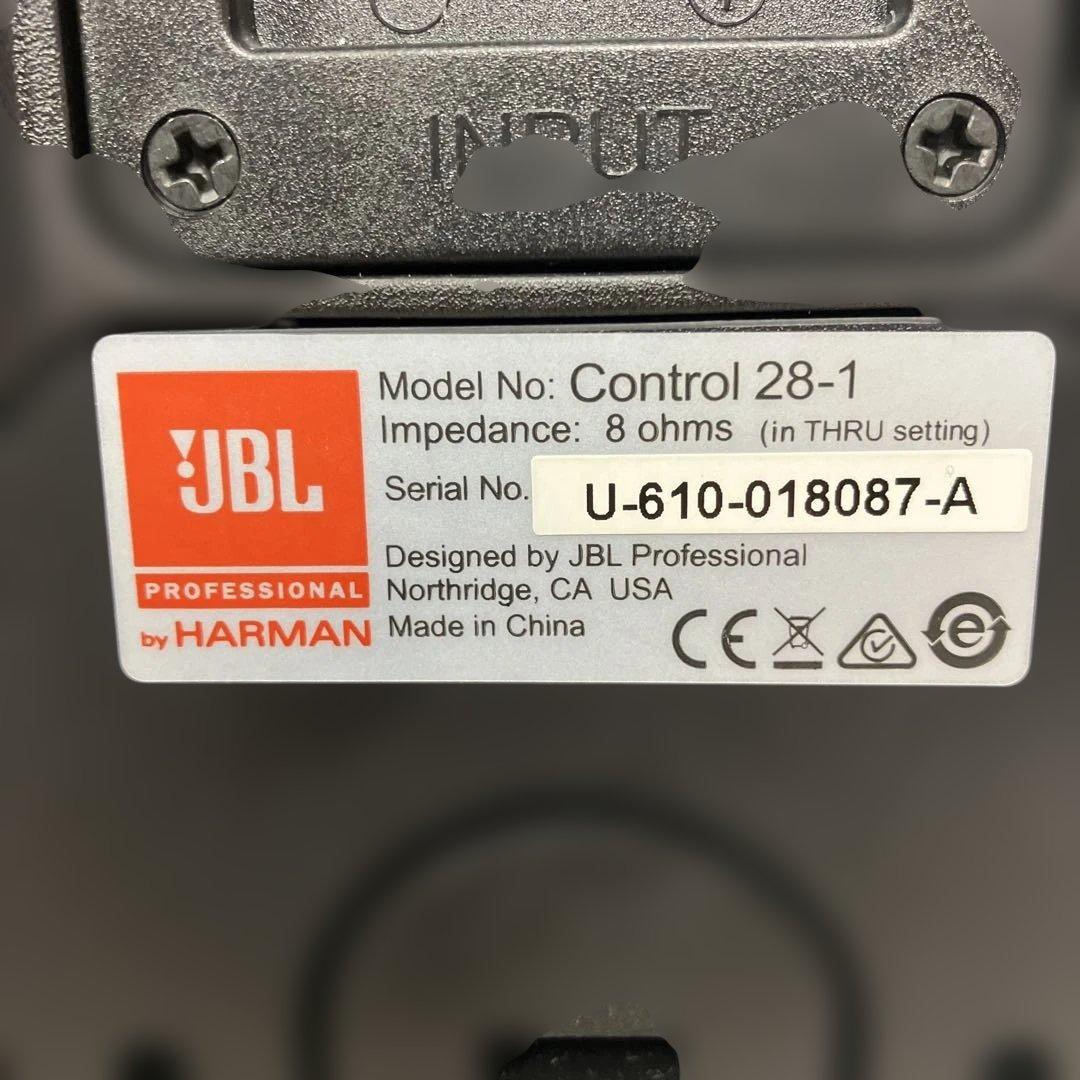 INPUT
Model No: Control 28-1
Impedance: 8 ohms (in THRU setting)
JBL
Serial No. U-610-018087-A
Designed by JBL Professional
PROFESSIONAL
Northridge, CA USA
by HARMAN
Made in China
CE
e